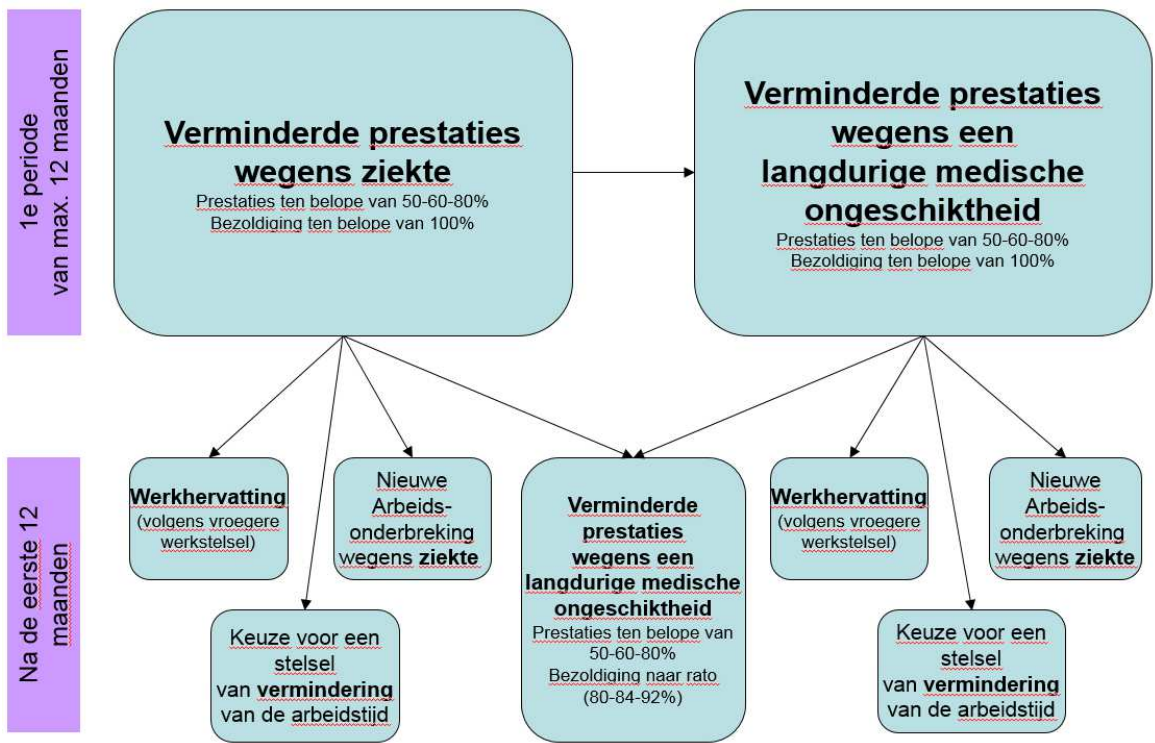 1e periode
van max. 12 maanden
Verminderde prestaties
wegens ziekte
Prestaties ten belope van 50-60-80%
Bezoldiging ten belope van 100%
Verminderde prestaties
wegens een
langdurige medische
ongeschiktheid
Prestaties ten belope van 50-60-80%
Bezoldiging ten belope van 100%
Na de eerste 12
maanden
Werkhervatting
(volgens vroegere
werkstelsel)
Nieuwe
Arbeids-
onderbreking
wegens ziekte
Keuze voor een
stelsel
van vermindering
van de arbeidstijd
Verminderde
prestaties
wegens een
langdurige medische
ongeschiktheid
Prestaties ten belope van
50-60-80%
Bezoldiging naar rato
(80-84-92%)
Werkhervatting
(volgens vroegere
werkstelsel)
Nieuwe
Arbeids-
onderbreking
wegens ziekte
Keuze voor een
stelsel
van vermindering
van de arbeidstijd